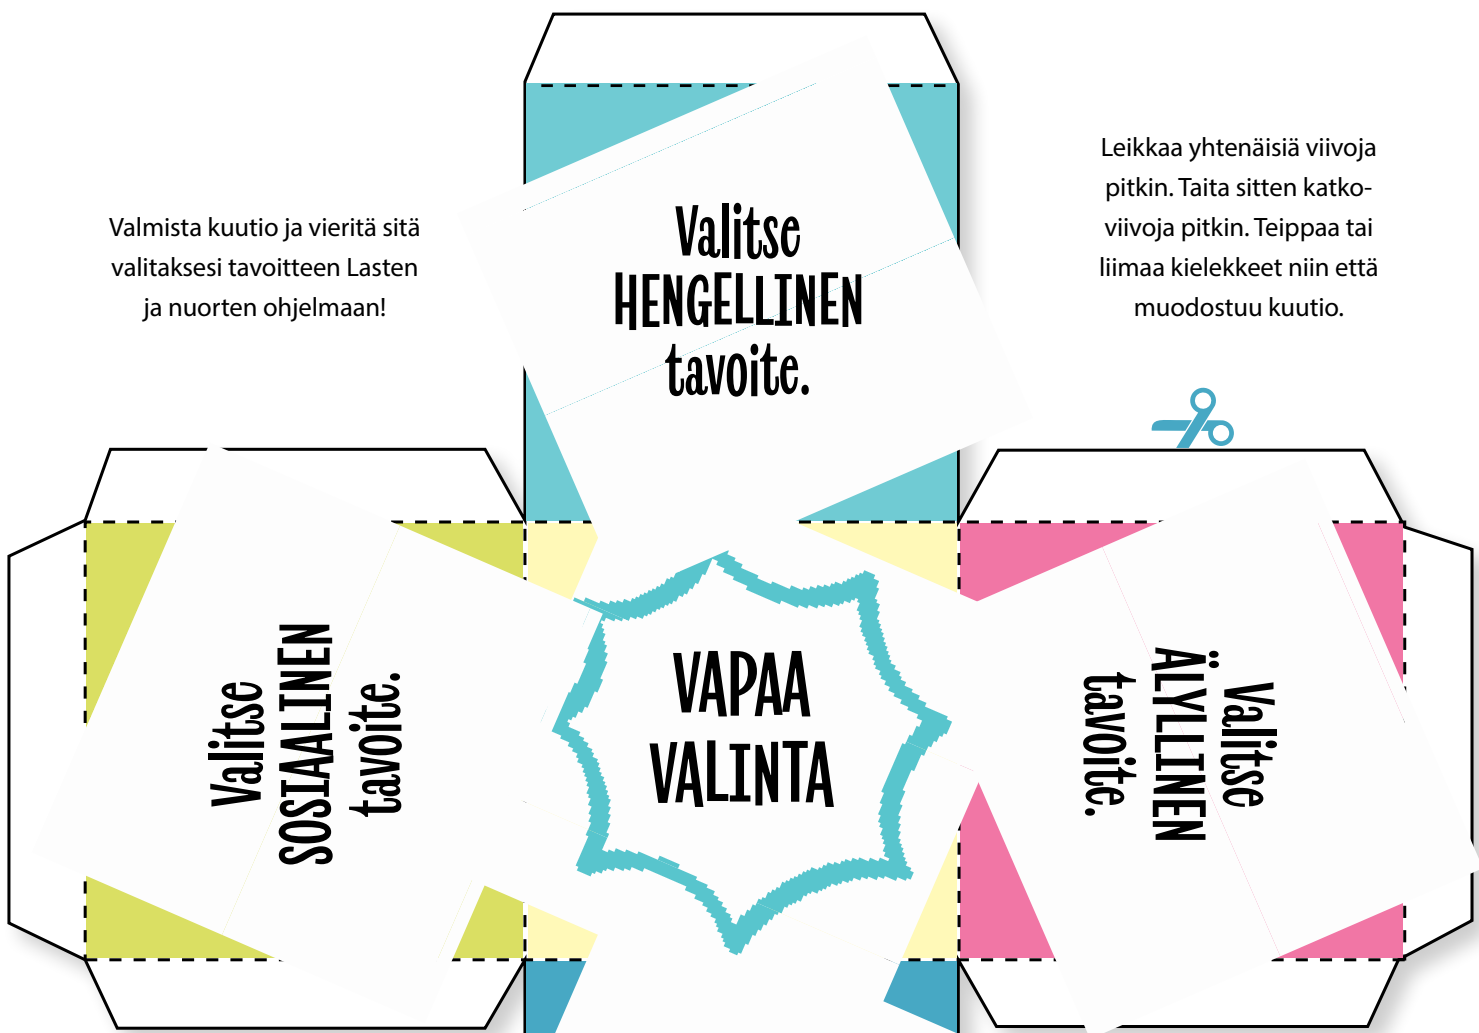 Valmista kuutio ja vieritä sitä
valitaksesi tavoitteen Lasten
ja nuorten ohjelmaan!
Valitse
HENGELLINEN
tavoite.
Leikkaa yhtenäisiä viivoja
pitkin. Taita sitten katko-
viivoja pitkin. Teippaa tai
liimaa kielekkeet niin että
muodostuu kuutio.
Valitse
SOSIAALINEN
tavoite.
VAPAA
VALINTA
Valitse
ÄLYLLINEN
tavoite.